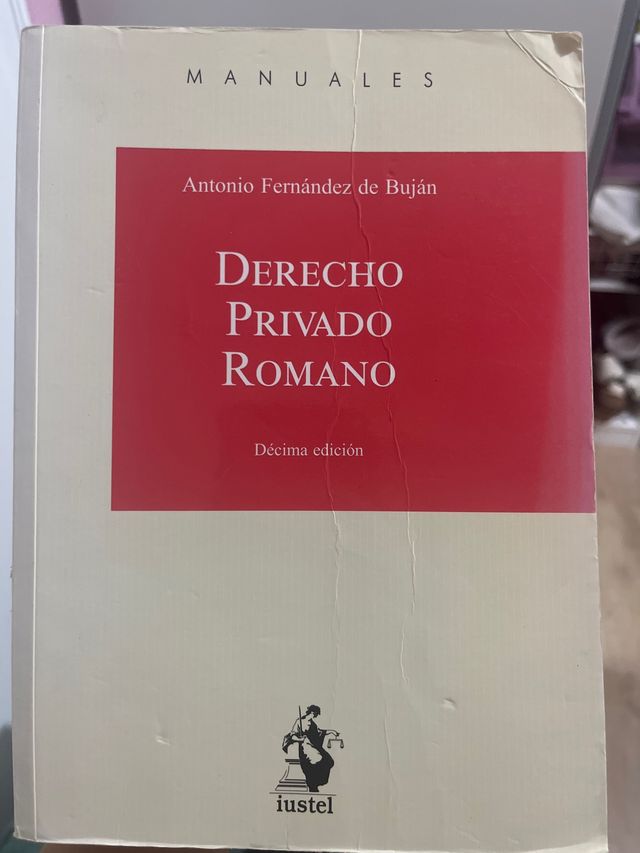 MANUALES
Antonio Fernández de Buján
DERECHO
PRIVADO
ROMANO
Décima edición
iustel